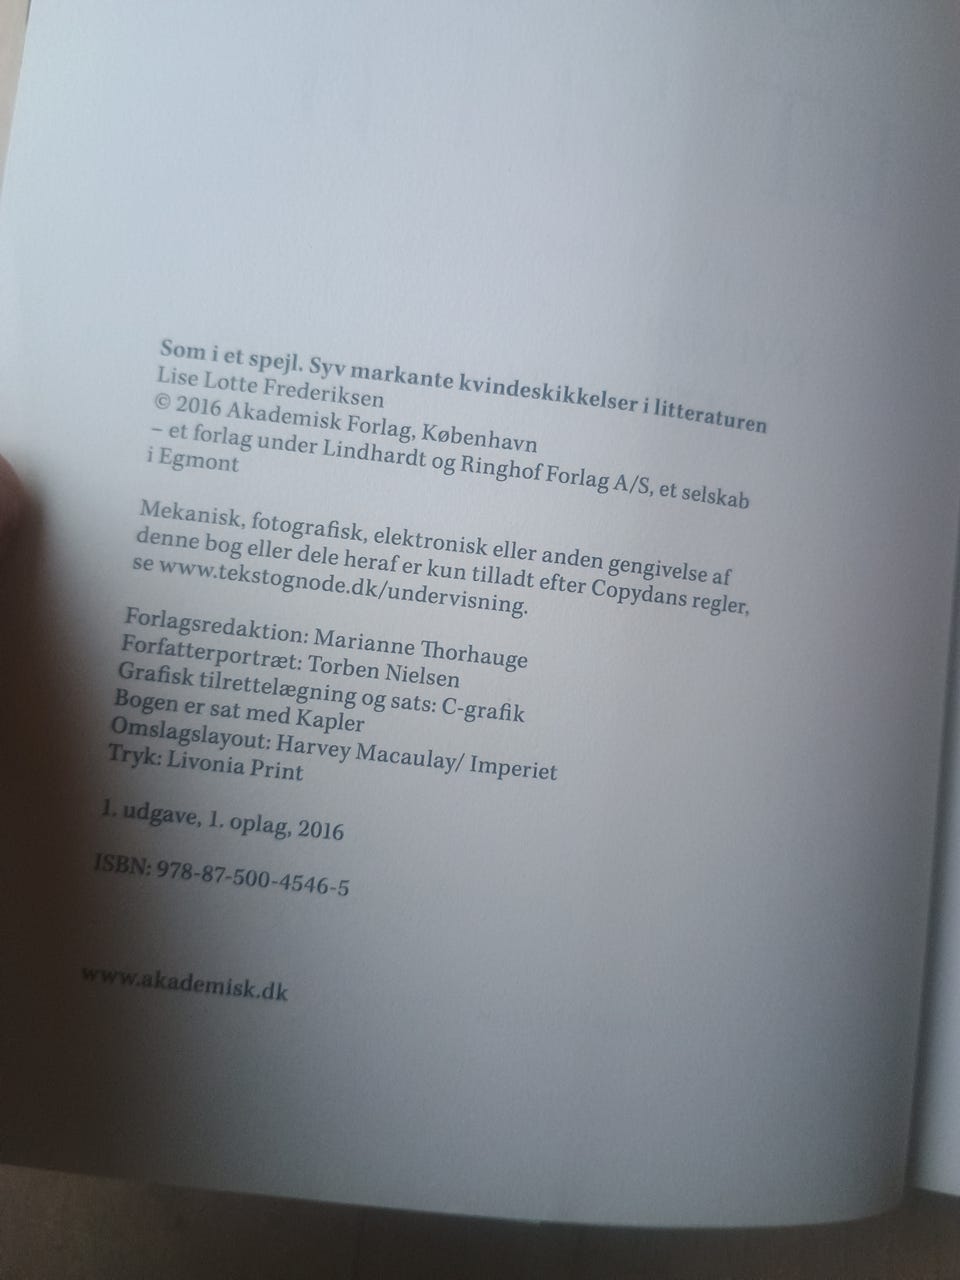 Som i et spejl. Syv markante kvindeskikkelser i litteraturen
Lise Lotte Frederiksen
© 2016 Akademisk Forlag, København
– et forlag under Lindhardt og Ringhof Forlag A/S, et selskab
i Egmont
Mekanisk, fotografisk, elektronisk eller anden gengivelse af
denne bog eller dele heraf er kun tilladt efter Copydans regler,
se www.tekstognode.dk/undervisning.
Forlagsredaktion: Marianne Thorhauge
Forfatterportræt: Torben Nielsen
Grafisk tilrettelægning og sats: C-grafik
Bogen er sat med Kapler
Omslagslayout: Harvey Macaulay/ Imperiet
Tryk: Livonia Print
1. udgave, 1. oplag, 2016
ISBN: 978-87-500-4546-5
www.akademisk.dk